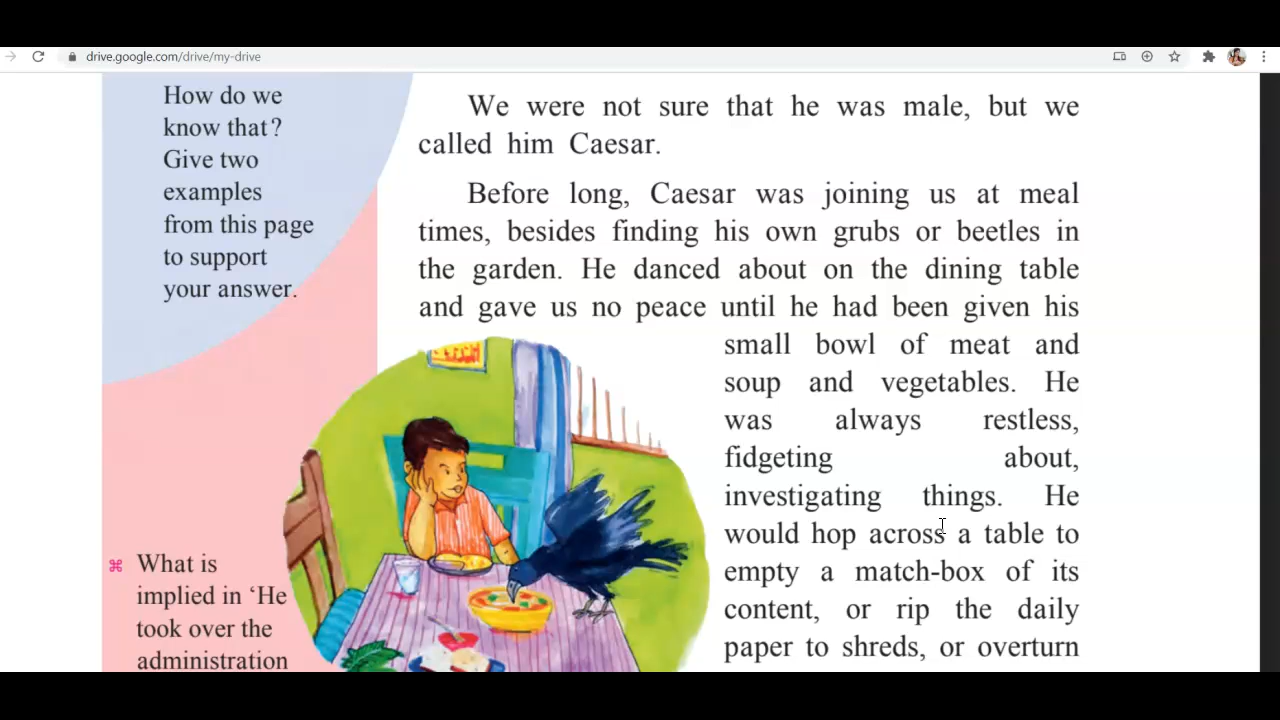 drive.google.com/drive/my-drive
How do we
know that?
Give two
examples
from this page
to support
your answer.
We were not sure that he was male, but we
called him Caesar.
Before long, Caesar was joining us at meal
times, besides finding his own grubs or beetles in
the garden. He danced about on the dining table
and gave us no peace until he had been given his
small bowl of meat and
soup and vegetables. He
was always restless,
fidgeting about,
investigating things. He
would hop across a table to
empty a match-box of its
content, or rip the daily
paper to shreds, or overturn
⌘ What is
implied in ‘He
took over the
administration